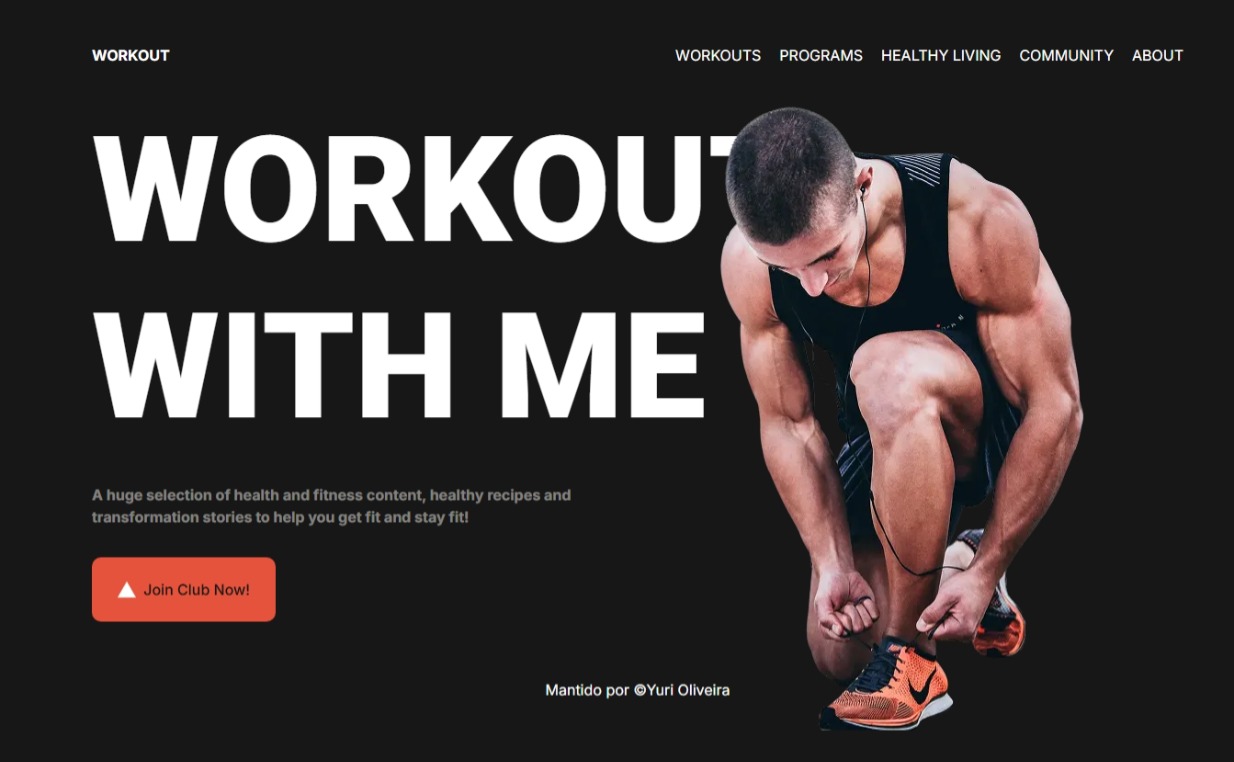 WORKOUT
WORKOUTS PROGRAMS HEALTHY LIVING COMMUNITY ABOUT
WORKOUT
WITH ME
A huge selection of health and fitness content, healthy recipes and
transformation stories to help you get fit and stay fit!
Join Club Now!
Mantido por ©Yuri Oliveira